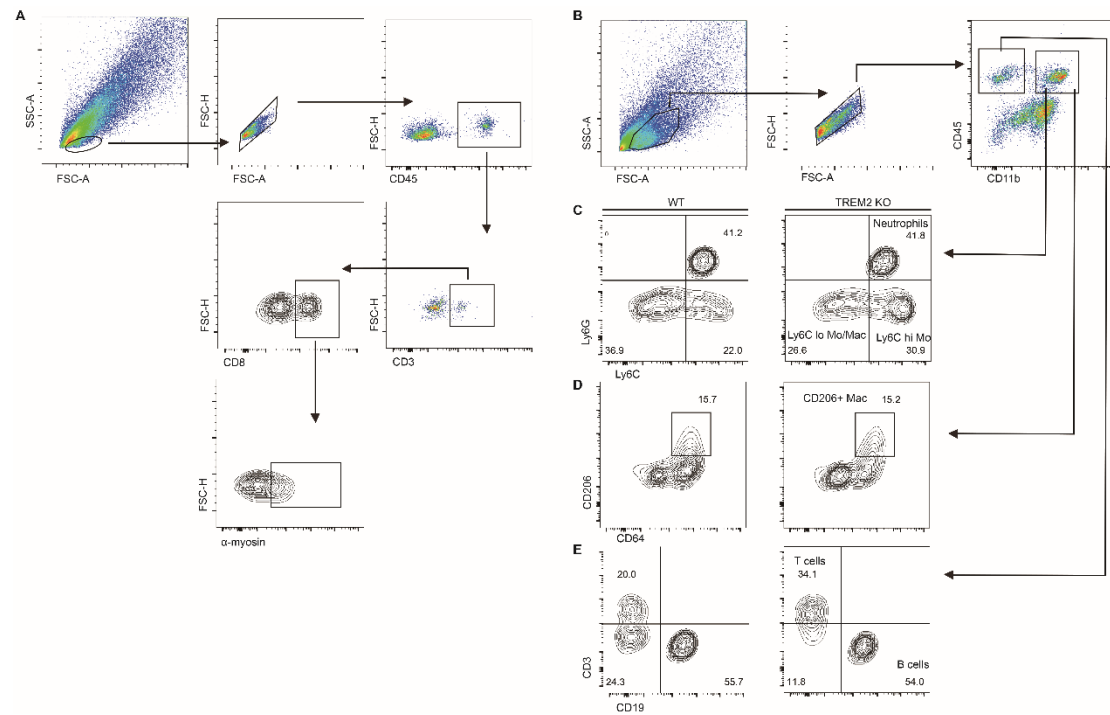 A
SSC-A
FSC-A
FSC-H
FSC-A
FSC-H
CD45
FSC-H
CD8
FSC-H
CD3
FSC-H
α-myosin
B
SSC-A
FSC-A
FSC-H
FSC-A
CD45
CD11b
C
WT
TREM2 KO
0
41.2
Neutrophils
41.8
Ly6G
36.9
22.0
Ly6C lo Mo/Mac
26.6
Ly6C hi Mo
30.9
Ly6C
D
15.7
CD206+ Mac
15.2
CD206
CD64
E
20.0
T cells
34.1
CD3
24.3
55.7
11.8
B cells
54.0
CD19